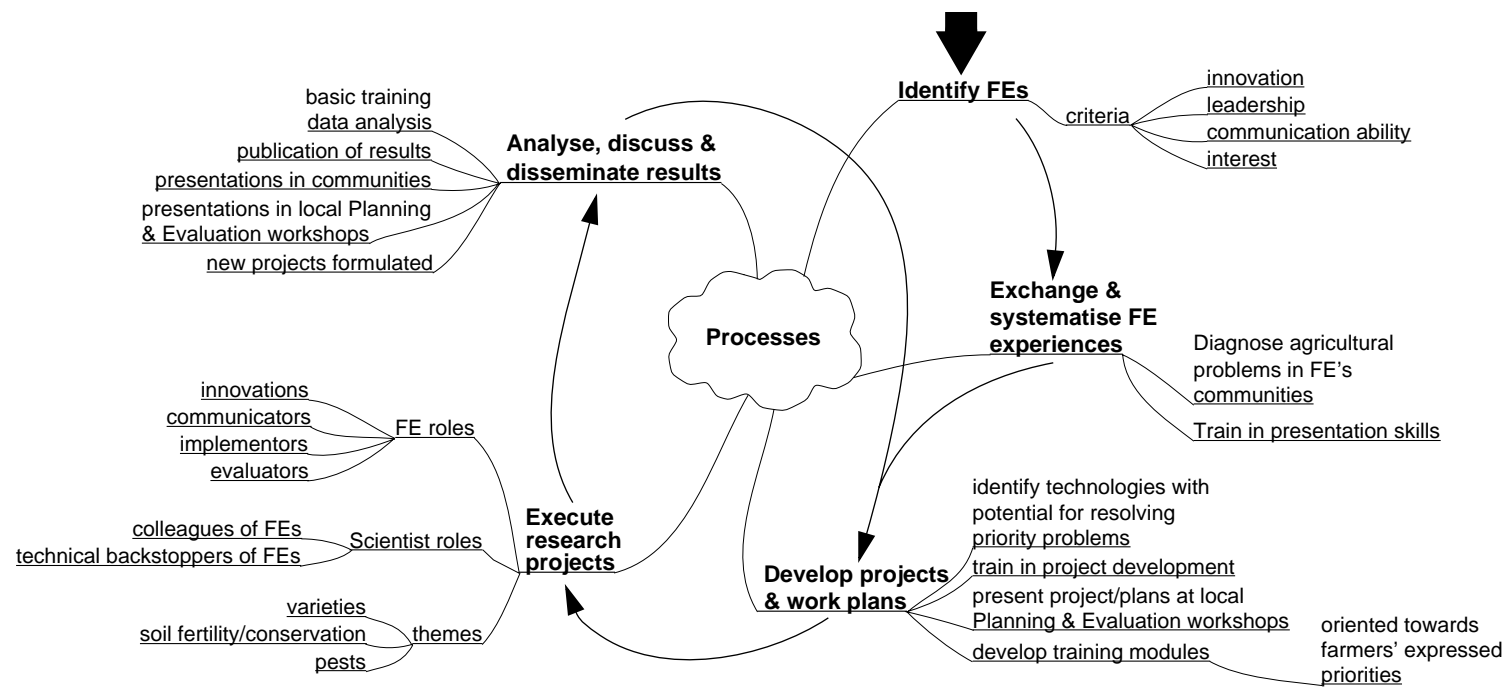 Identify FEs
criteria
innovation
leadership
communication ability
interest
Exchange &
systematise FE
experiences
Diagnose agricultural
problems in FE’s
communities
Train in presentation skills
Develop projects
& work plans
identify technologies with
potential for resolving
priority problems
train in project development
present project/plans at local
Planning & Evaluation workshops
develop training modules
oriented towards
farmers’ expressed
priorities
Execute
research
projects
FE roles
innovations
communicators
implementors
evaluators
Scientist roles
colleagues of FEs
technical backstoppers of FEs
themes
varieties
soil fertility/conservation
pests
Analyse, discuss &
disseminate results
basic training
data analysis
publication of results
presentations in communities
presentations in local Planning
& Evaluation workshops
new projects formulated
Processes